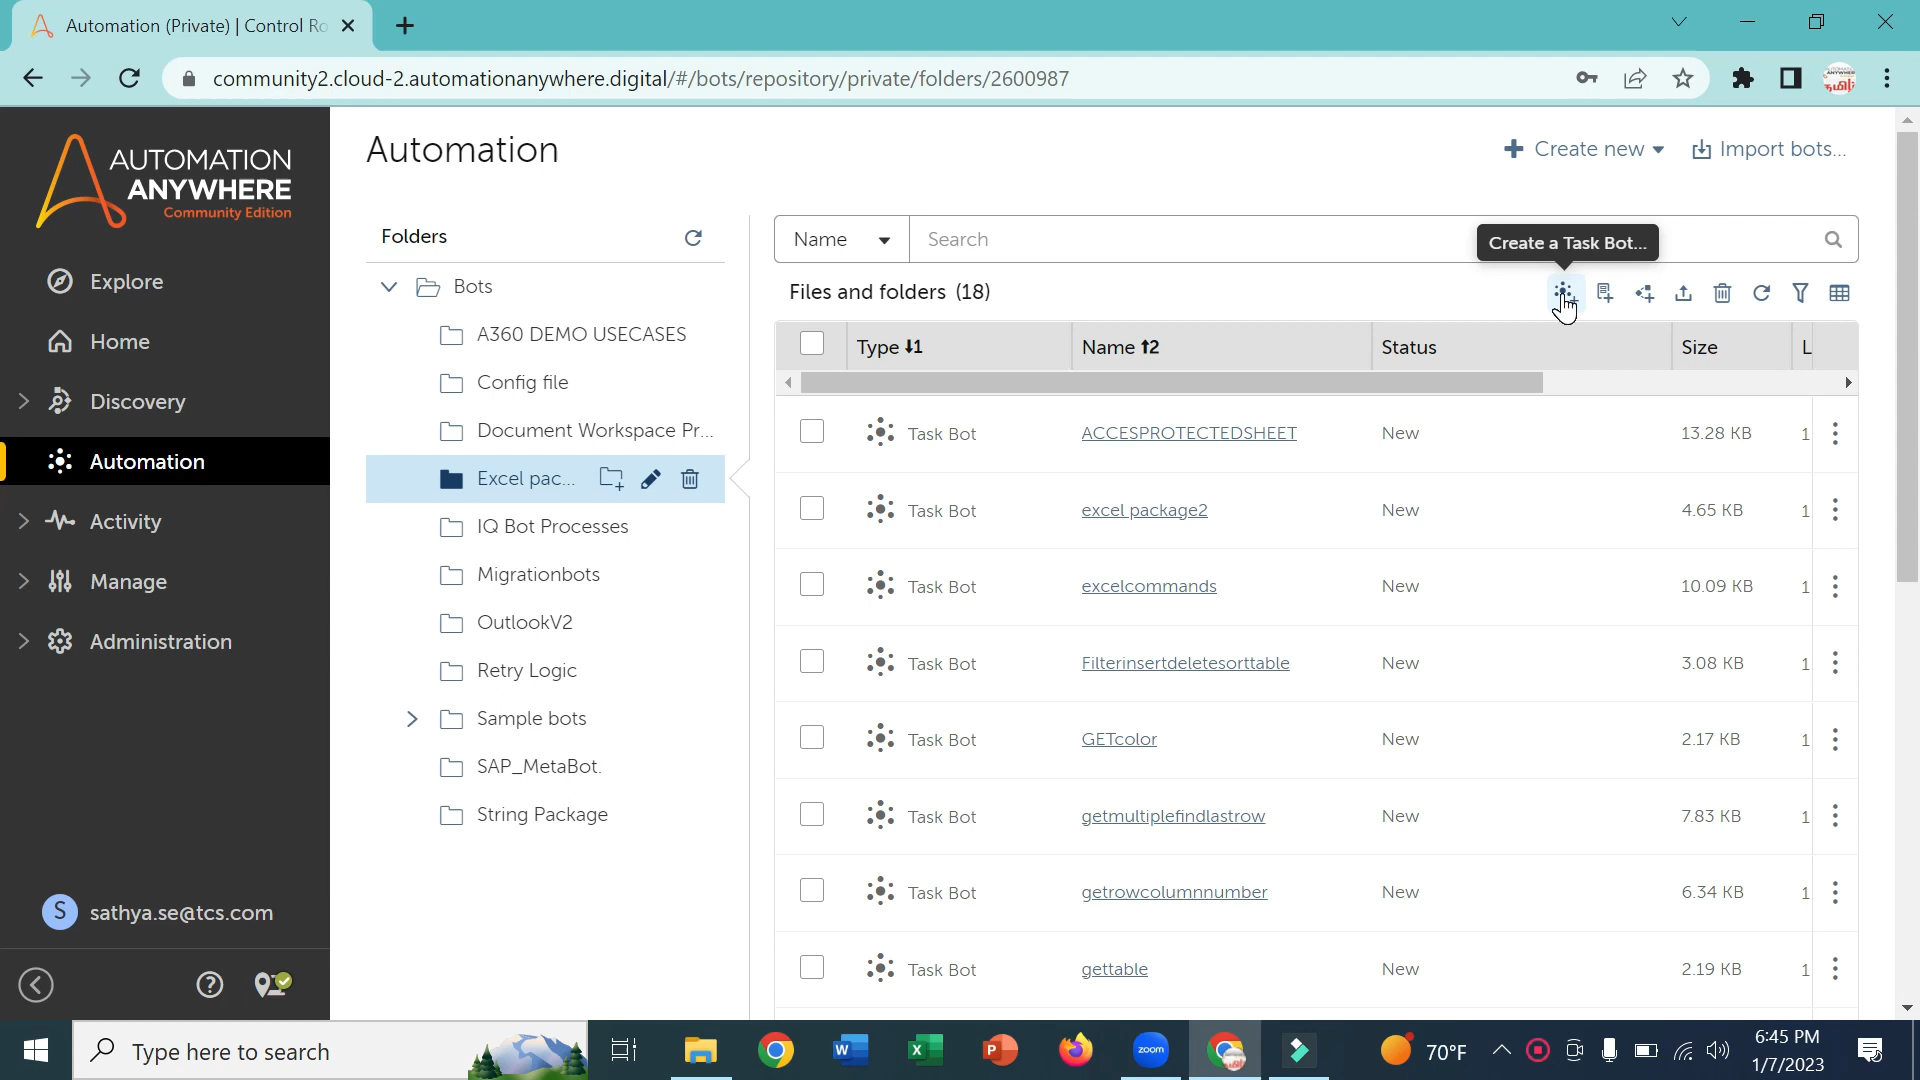 Automation (Private) | Control Ro
community2.cloud-2.automationanywhere.digital/#/bots/repository/private/folders/2600987
AUTOMATION
ANYWHERE
Community Edition
Explore
Home
Discovery
Automation
Activity
Manage
Administration
S sathya.se@tcs.com
Automation
Create new
Import bots...
Folders
Bots
A360 DEMO USECASES
Config file
Document Workspace Pr...
Excel pac...
IQ Bot Processes
Migrationbots
OutlookV2
Retry Logic
Sample bots
SAP_MetaBot.
String Package
Name
Search
Create a Task Bot...
Files and folders (18)
Type 1 Name 2 Status Size L
Task Bot ACCESPROTECTEDSHEET New 13.28 KB 1
Task Bot excel package2 New 4.65 KB 1
Task Bot excelcommands New 10.09 KB 1
Task Bot Filterinsertdeletesorttable New 3.08 KB 1
Task Bot GETcolor New 2.17 KB 1
Task Bot getmultiplefindlastrow New 7.83 KB 1
Task Bot getrowcolumnnumber New 6.34 KB 1
Task Bot gettable New 2.19 KB 1
Type here to search
zoom
70°F
6:45 PM
1/7/2023